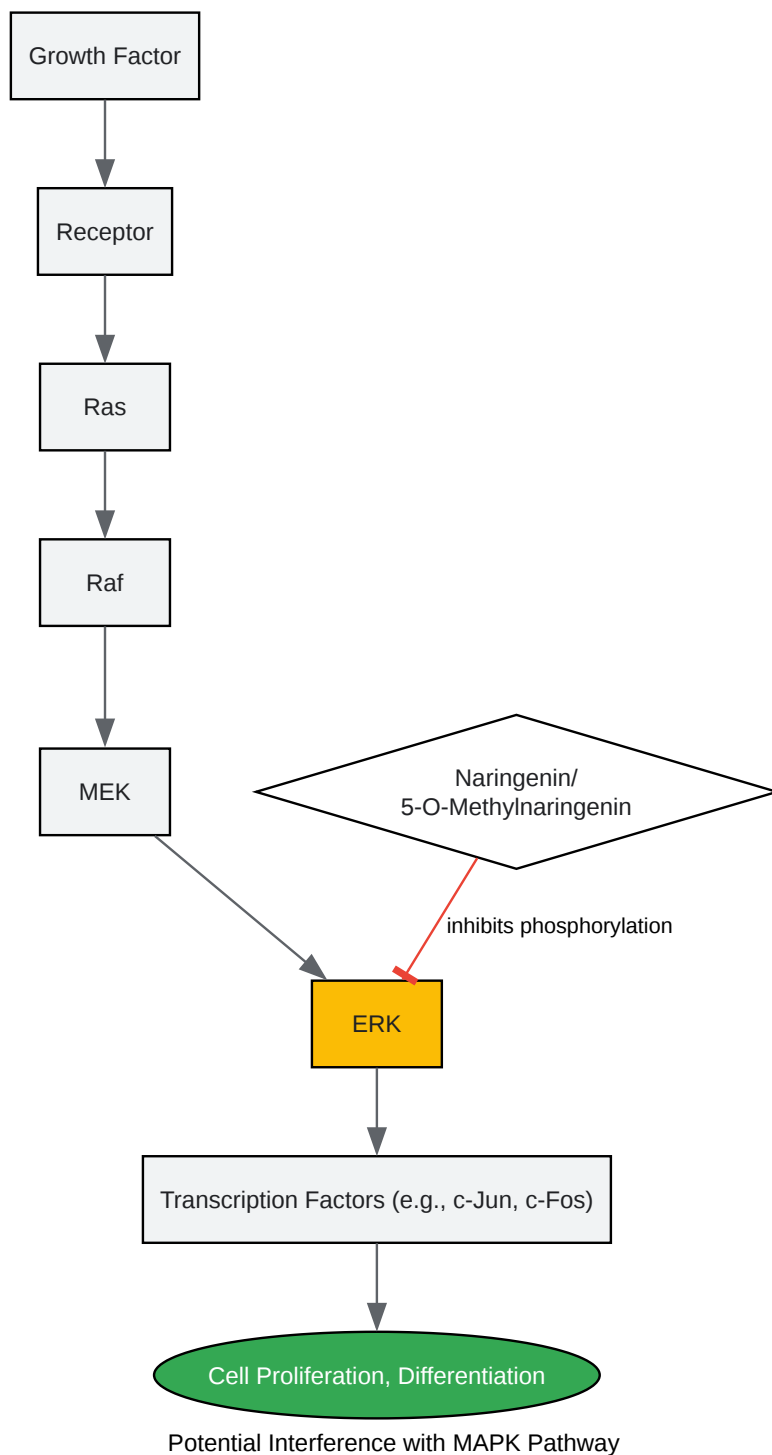 Growth Factor
Receptor
Ras
Raf
MEK
Naringenin/
5-O-Methylnaringenin
inhibits phosphorylation
ERK
Transcription Factors (e.g., c-Jun, c-Fos)
Cell Proliferation, Differentiation
Potential Interference with MAPK Pathway